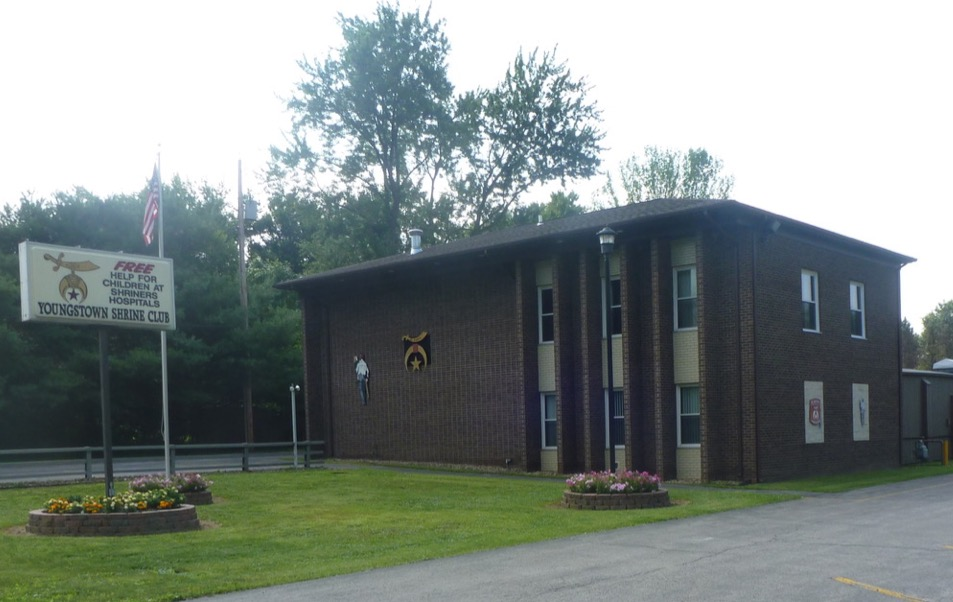 FREE
HELP FOR
CHILDREN AT
SHRINERS
HOSPITALS
YOUNGSTOWN SHRINE CLUB